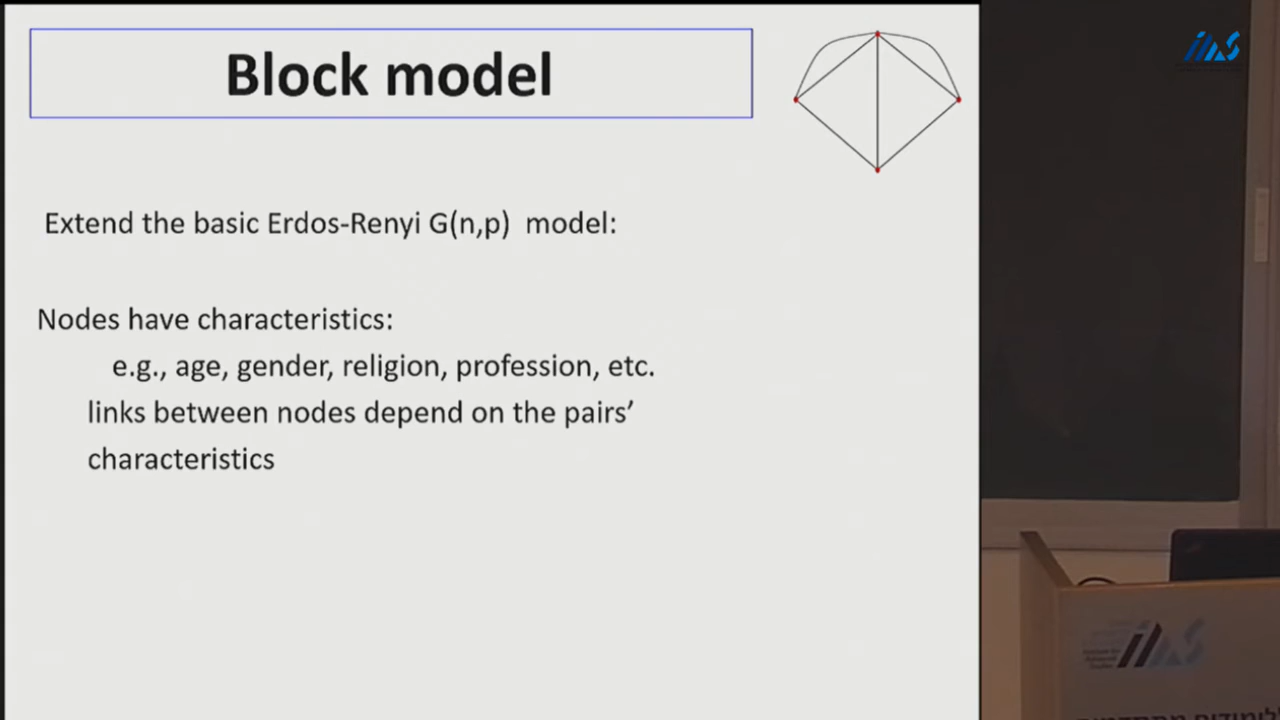 Block model
Extend the basic Erdos-Renyi G(n,p) model:
Nodes have characteristics:
e.g., age, gender, religion, profession, etc.
links between nodes depend on the pairs’
characteristics